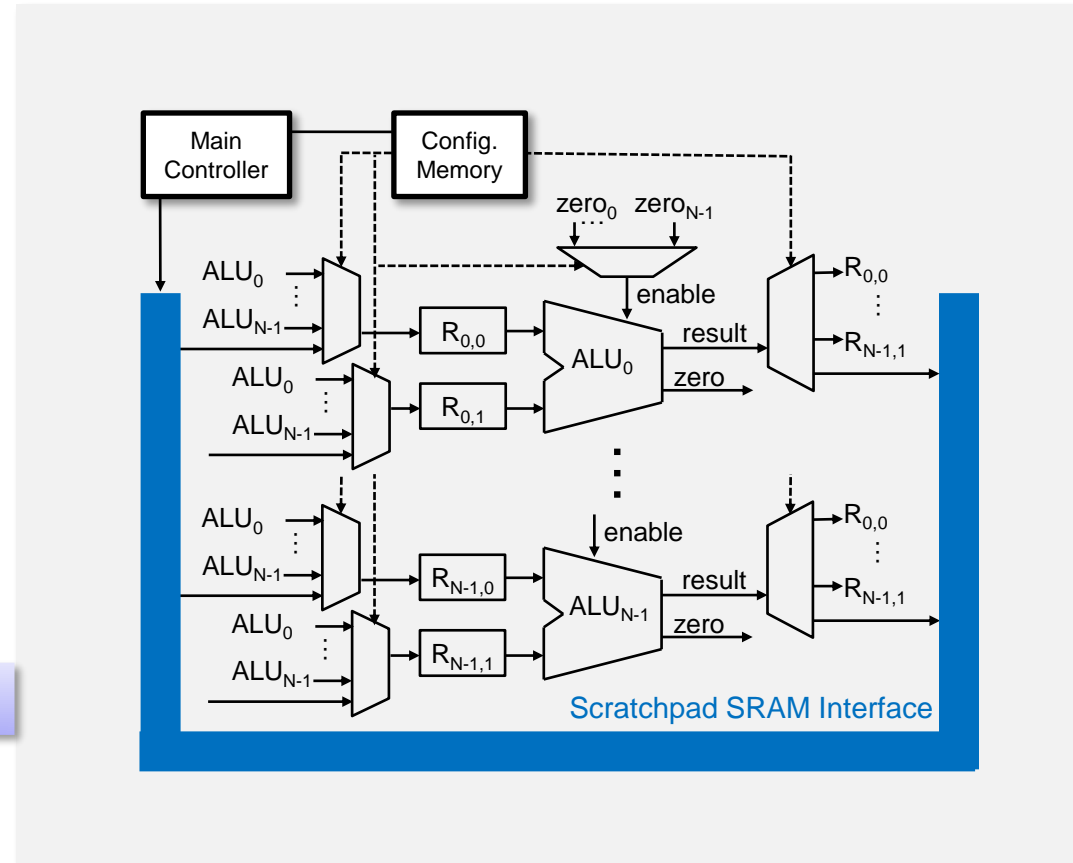 Main
Controller
Config.
Memory
zero0 zeroN-1
...
enable
ALU0
⋮
ALUN-1
R0,0
ALU0
result
zero
R0,0
⋮
RN-1,1
ALU0
⋮
ALUN-1
R0,1
⋮
ALU0
⋮
ALUN-1
RN-1,0
enable
ALUN-1
result
zero
R0,0
⋮
RN-1,1
ALU0
⋮
ALUN-1
RN-1,1
Scratchpad SRAM Interface